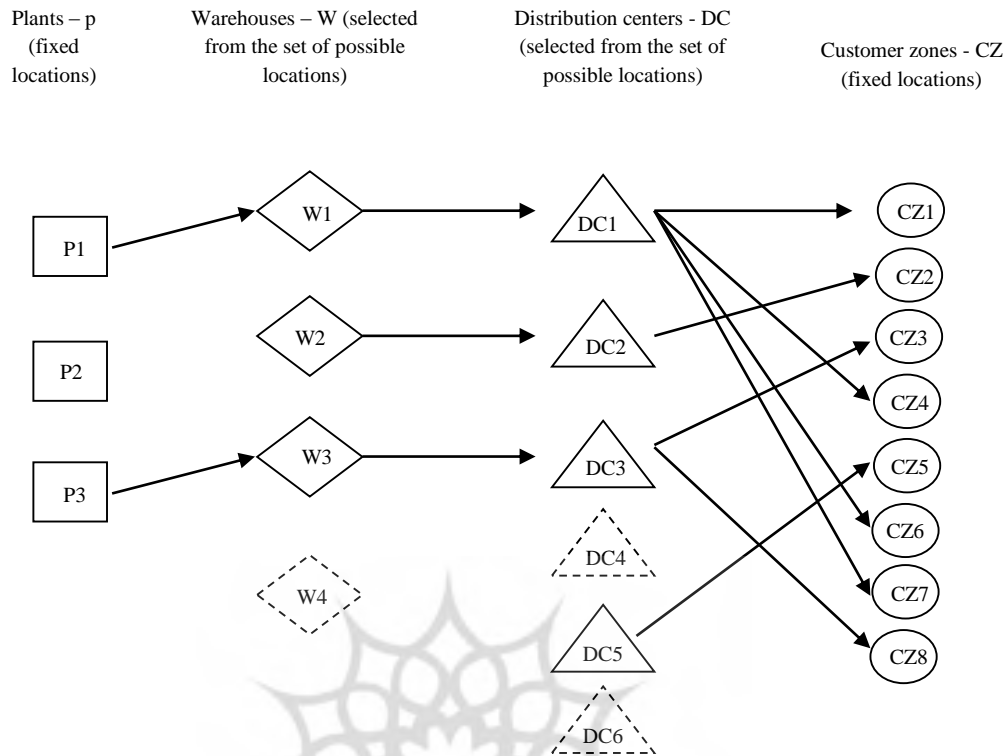 Plants – p
(fixed
locations)
Warehouses – W (selected
from the set of possible
locations)
Distribution centers - DC
(selected from the set of
possible locations)
Customer zones - CZ
(fixed locations)
P1
P2
P3
W1
W2
W3
W4
DC1
DC2
DC3
DC4
DC5
DC6
CZ1
CZ2
CZ3
CZ4
CZ5
CZ6
CZ7
CZ8